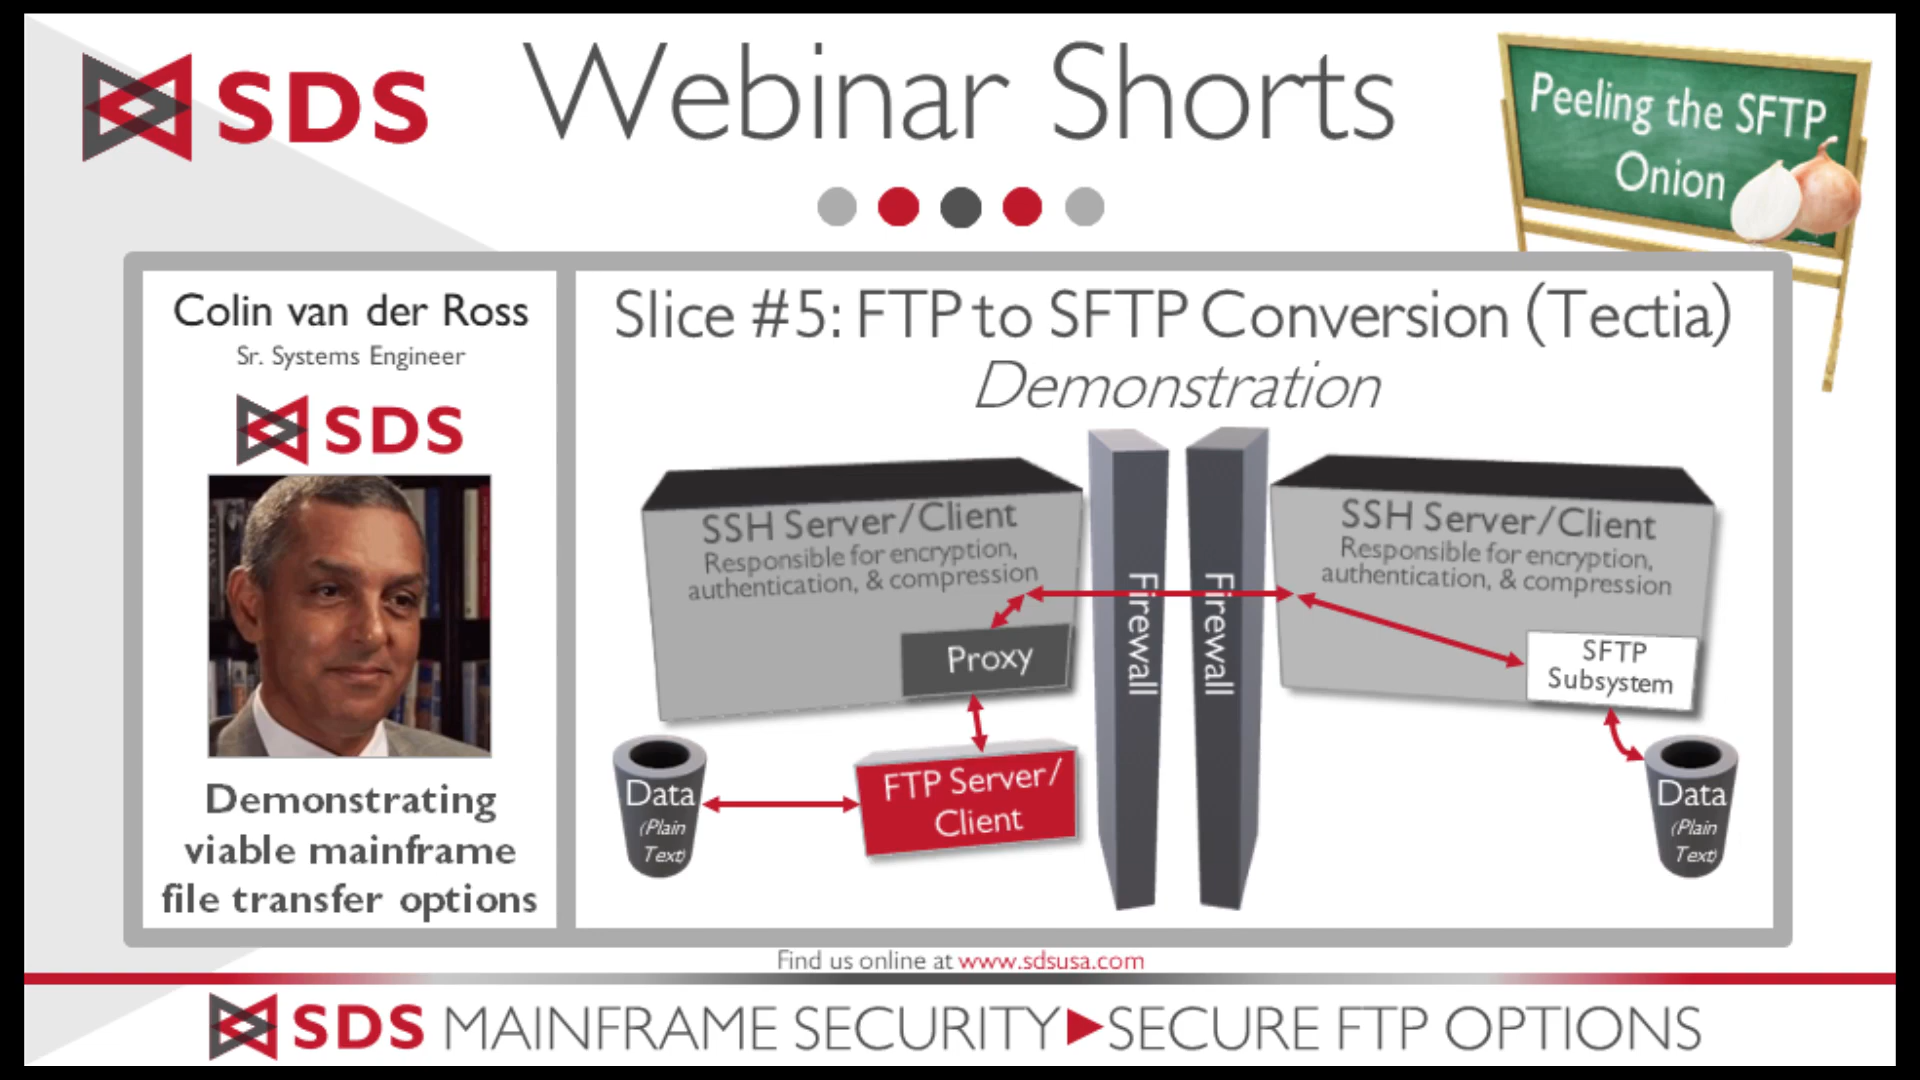 SDS
Webinar Shorts
Peeling the SFTP
Onion
Colin van der Ross
Sr. Systems Engineer
SDS
Demonstrating
viable mainframe
file transfer options
Slice #5: FTP to SFTP Conversion (Tectia)
Demonstration
SSH Server/Client
Responsible for encryption,
authentication, & compression
Proxy
FTP Server/
Client
Data
(Plain
Text)
Firewall
Firewall
SSH Server/Client
Responsible for encryption,
authentication, & compression
SFTP
Subsystem
Data
(Plain
Text)
Find us online at www.sdsusa.com
SDS MAINFRAME SECURITY▶SECURE FTP OPTIONS